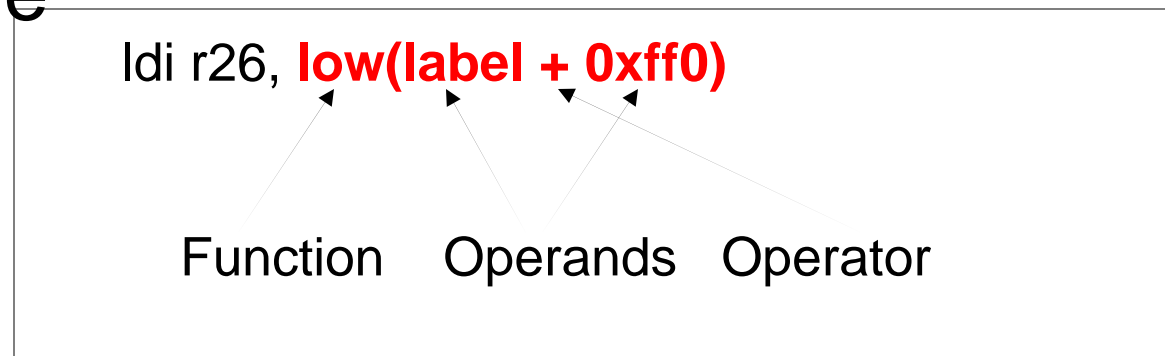 e
ldi r26, low(label + 0xff0)
Function Operands Operator